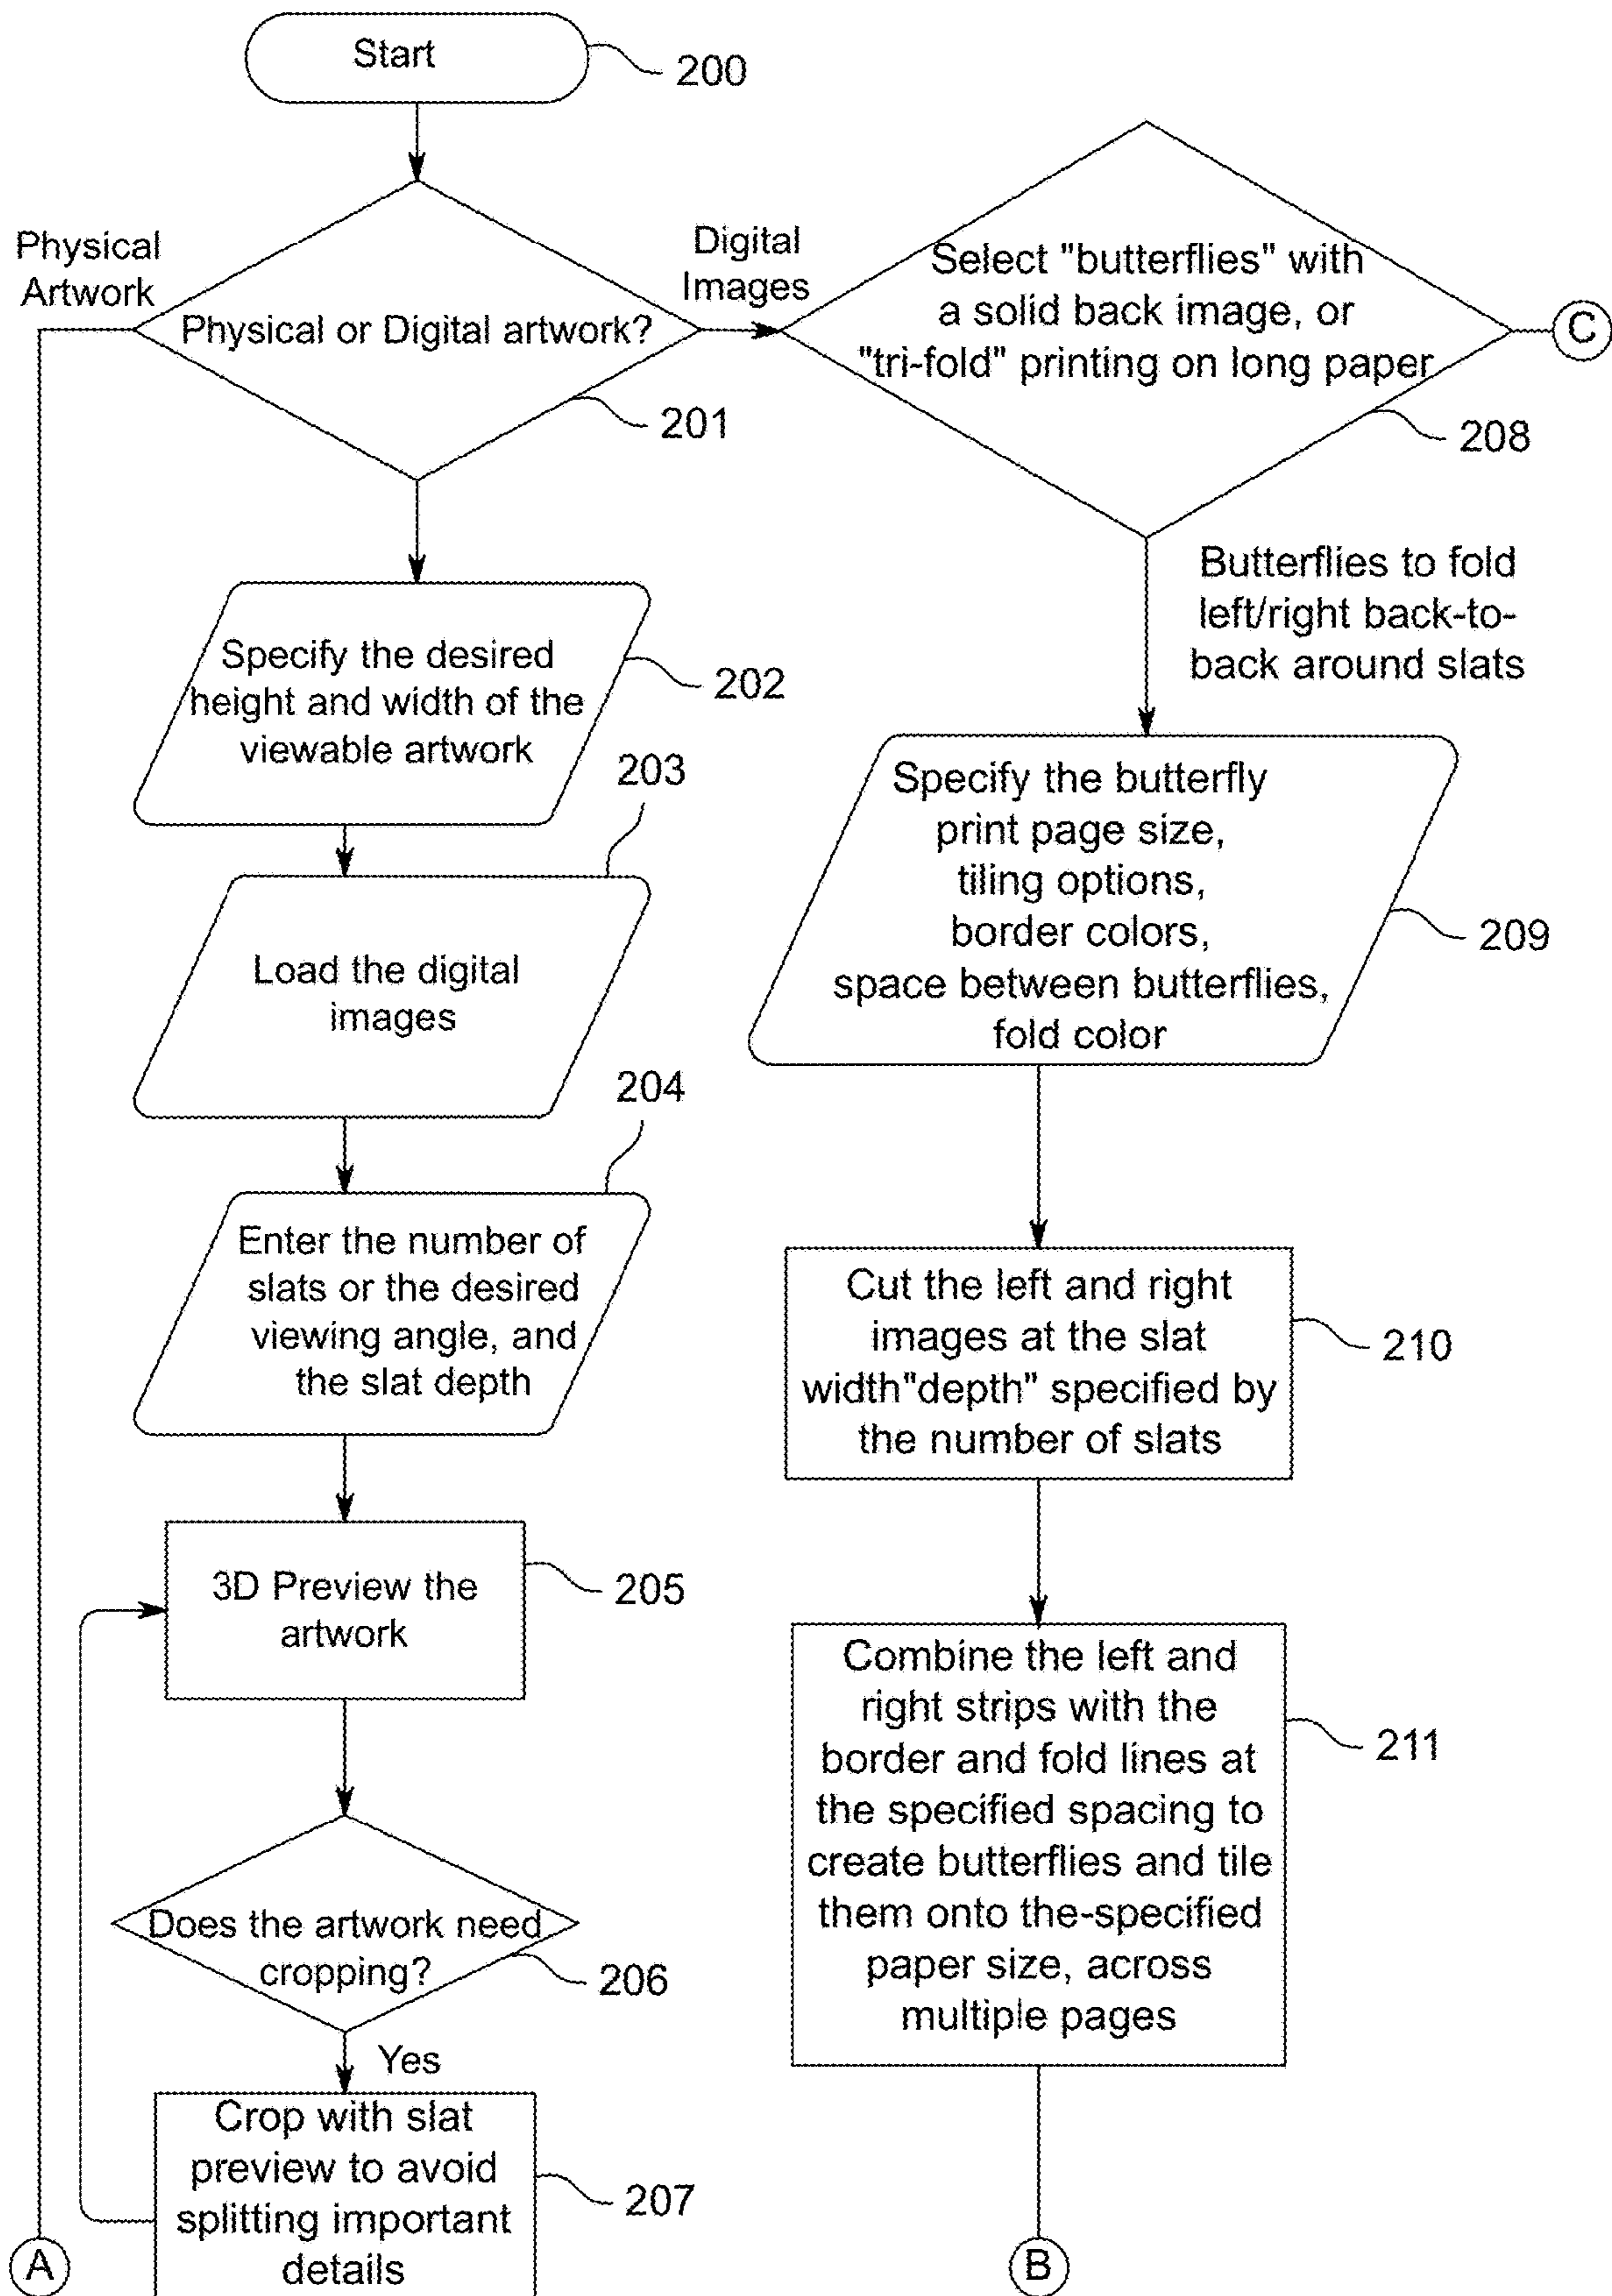 Start
200
Physical
Artwork
Digital
Images
Physical or Digital artwork?
201
Select "butterflies" with
a solid back image, or
"tri-fold" printing on long paper
208
C
Specify the desired
height and width of the
viewable artwork
202
203
Load the digital
images
204
Enter the number of
slats or the desired
viewing angle, and
the slat depth
3D Preview the
artwork
205
Does the artwork need
cropping?
206
Yes
Crop with slat
preview to avoid
splitting important
details
207
A
Butterflies to fold
left/right back-to-
back around slats
Specify the butterfly
print page size,
tiling options,
border colors,
space between butterflies,
fold color
209
Cut the left and right
images at the slat
width"depth" specified by
the number of slats
210
Combine the left and
right strips with the
border and fold lines at
the specified spacing to
create butterflies and tile
them onto the-specified
paper size, across
multiple pages
211
B